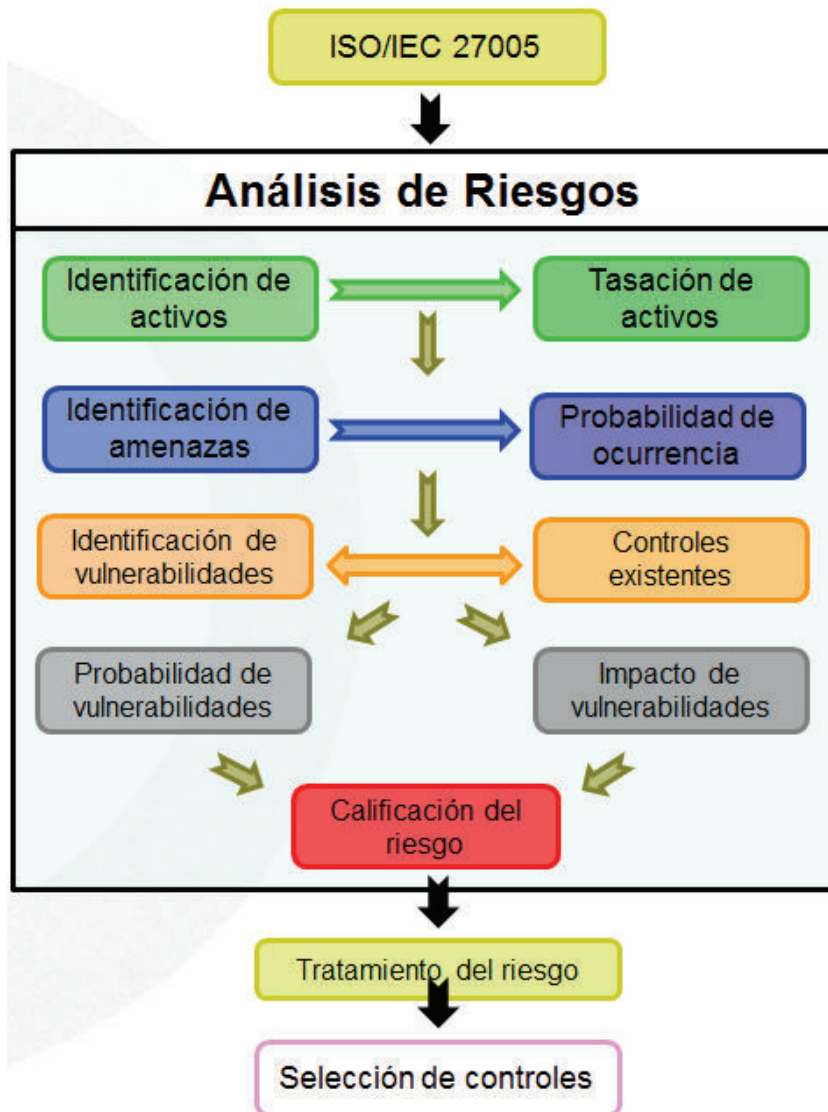 ISO/IEC 27005
Análisis de Riesgos
Identificación de
activos
Tasación de
activos
Identificación de
amenazas
Probabilidad de
ocurrencia
Identificación de
vulnerabilidades
Controles
existentes
Probabilidad de
vulnerabilidades
Impacto de
vulnerabilidades
Calificación del
riesgo
Tratamiento del riesgo
Selección de controles